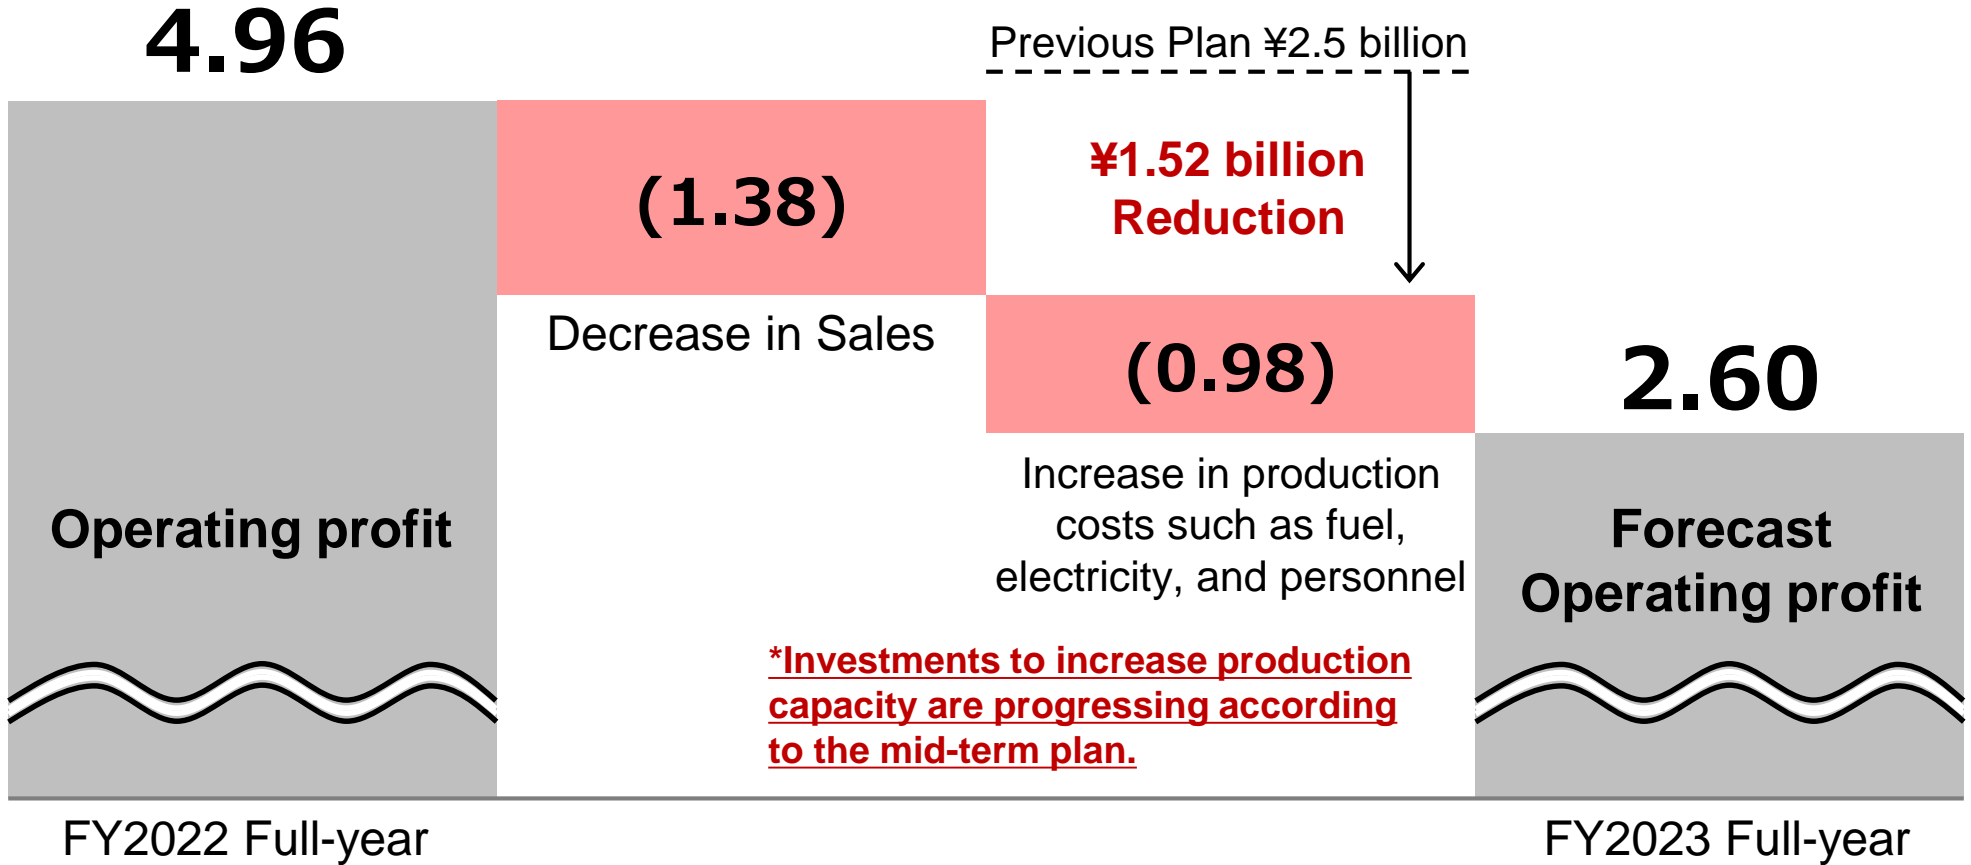 4.96
Previous Plan ¥2.5 billion
¥1.52 billion
Reduction
(1.38)
Decrease in Sales
(0.98)
2.60
Increase in production
costs such as fuel,
electricity, and personnel
Operating profit
Forecast
Operating profit
*Investments to increase production
capacity are progressing according
to the mid-term plan.
FY2022 Full-year
FY2023 Full-year